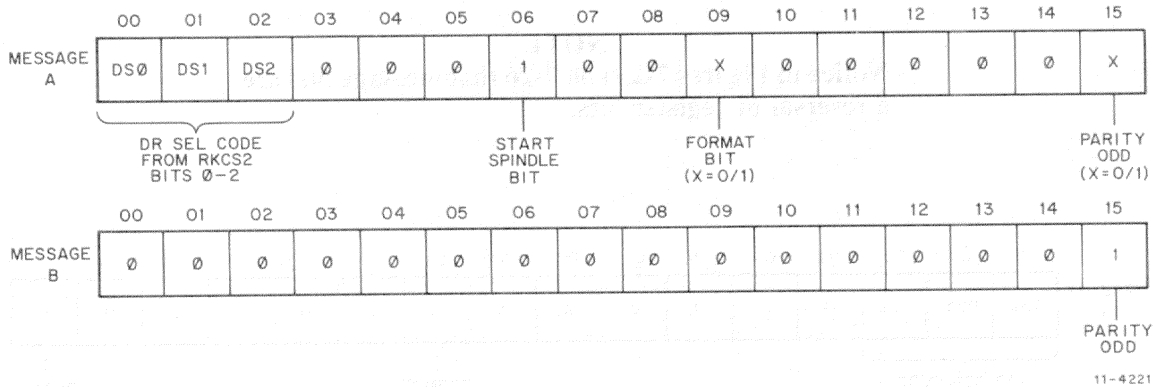 00 01 02 03 04 05 06 07 08 09 10 11 12 13 14 15
MESSAGE A DSØ DS1 DS2 Ø Ø Ø 1 Ø Ø X Ø Ø Ø Ø Ø X
DR SEL CODE
FROM RKCS2
BITS Ø-2
START
SPINDLE
BIT
FORMAT
BIT
(X=0/1)
PARITY
ODD
(X=0/1)
00 01 02 03 04 05 06 07 08 09 10 11 12 13 14 15
MESSAGE B Ø Ø Ø Ø Ø Ø Ø Ø Ø Ø Ø Ø Ø Ø Ø 1
PARITY
ODD
11-4221